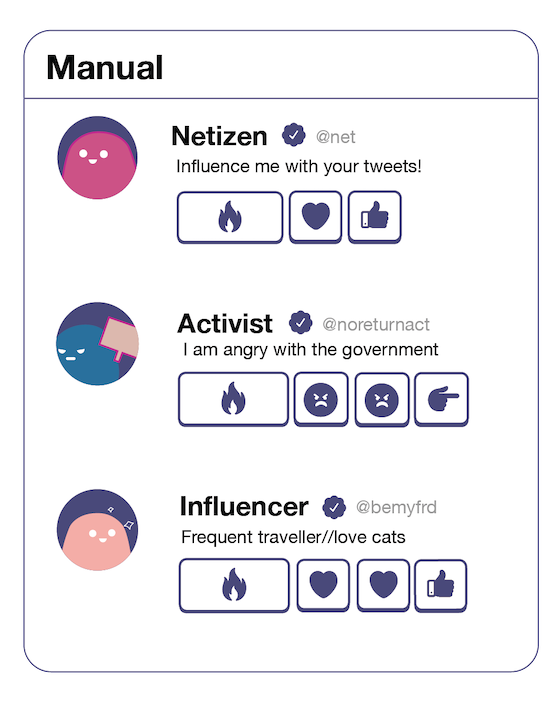 Manual
Netizen @net
Influence me with your tweets!
Activist @noreturnact
I am angry with the government
Influencer @bemyfrd
Frequent traveller//love cats